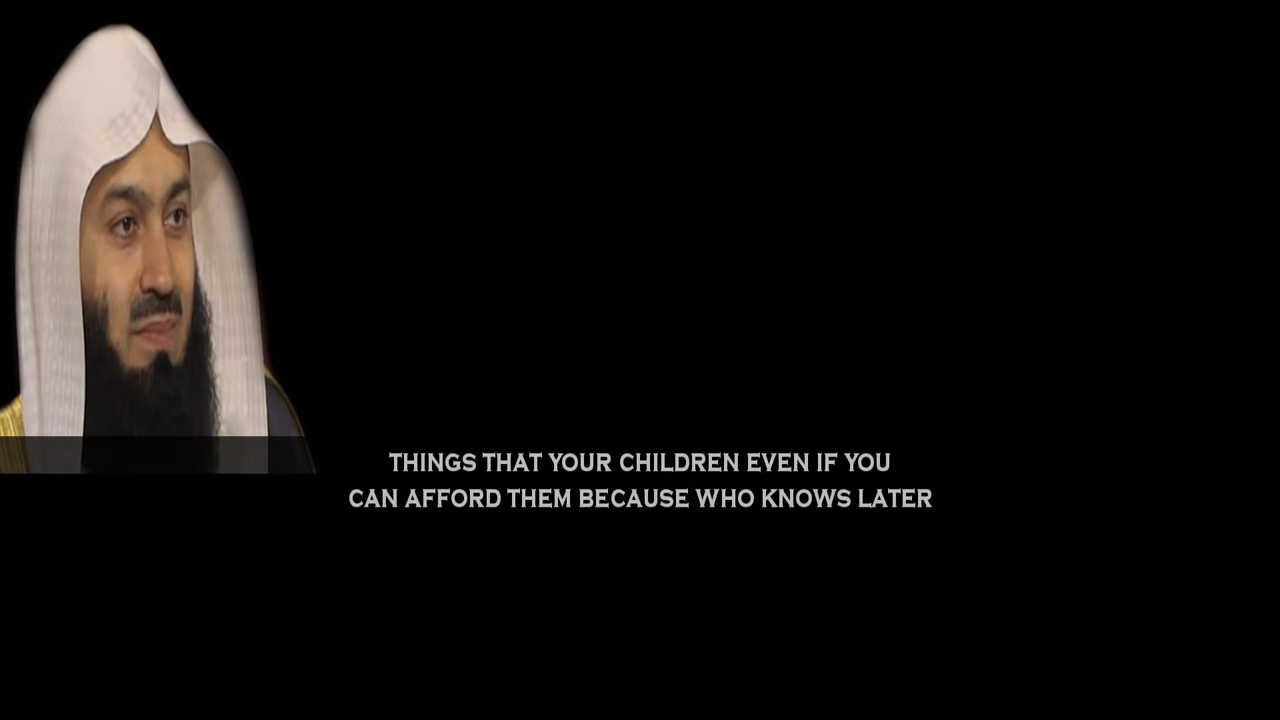 THINGS THAT YOUR CHILDREN EVEN IF YOU
CAN AFFORD THEM BECAUSE WHO KNOWS LATER